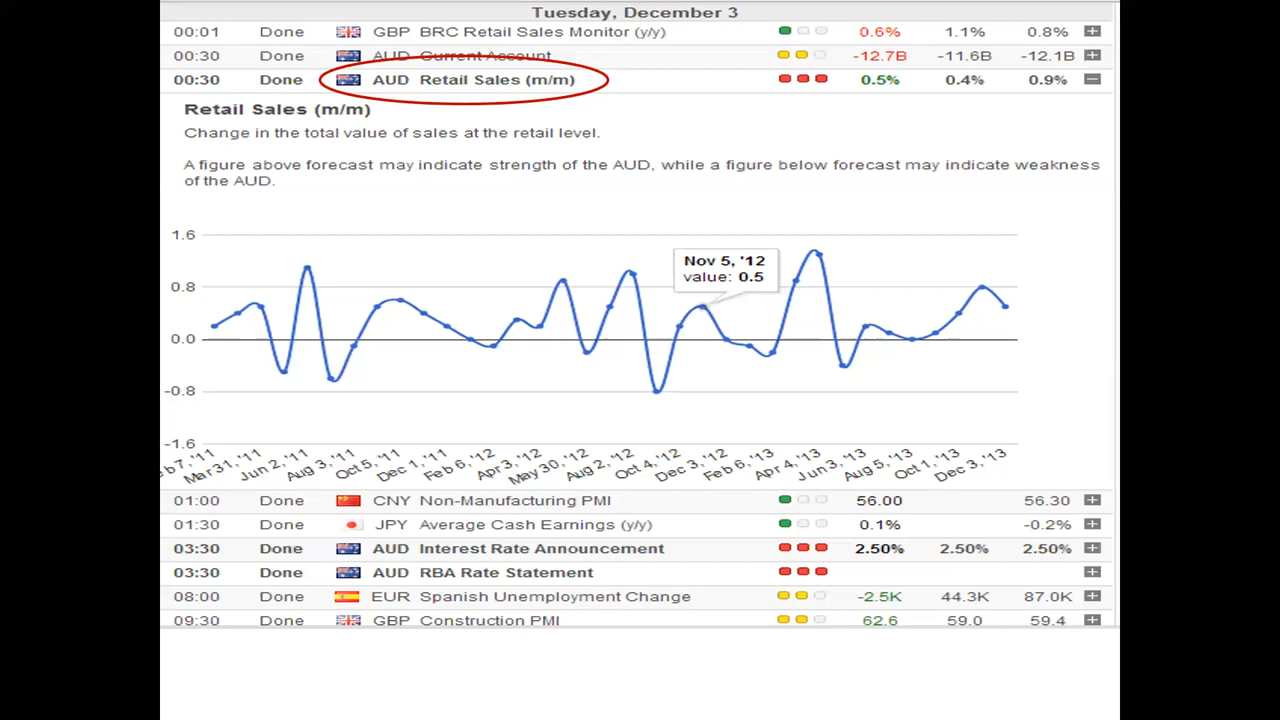 Tuesday, December 3
00:01 Done GBP BRC Retail Sales Monitor (y/y) 0.6% 1.1% 0.8%
00:30 Done AUD Current Account -12.7B -11.6B -12.1B
00:30 Done AUD Retail Sales (m/m) 0.5% 0.4% 0.9%
Retail Sales (m/m)
Change in the total value of sales at the retail level.
A figure above forecast may indicate strength of the AUD, while a figure below forecast may indicate weakness
of the AUD.
1.6
Nov 5, '12
value: 0.5
0.8
0.0
-0.8
-1.6
Mar 31, '11 Jun 2, '11 Aug 3, '11 Oct 5, '11 Dec 1, '11 Feb 6, '12 Apr 3, '12 May 30, '12 Aug 2, '12 Oct 4, '12 Dec 3, '12 Feb 6, '13 Apr 4, '13 Jun 3, '13 Aug 5, '13 Oct 1, '13 Dec 3, '13
01:00 Done CNY Non-Manufacturing PMI 56.00 56.30
01:30 Done JPY Average Cash Earnings (y/y) 0.1% -0.2%
03:30 Done AUD Interest Rate Announcement 2.50% 2.50% 2.50%
03:30 Done AUD RBA Rate Statement
08:00 Done EUR Spanish Unemployment Change -2.5K 44.3K 87.0K
09:30 Done GBP Construction PMI 62.6 59.0 59.4